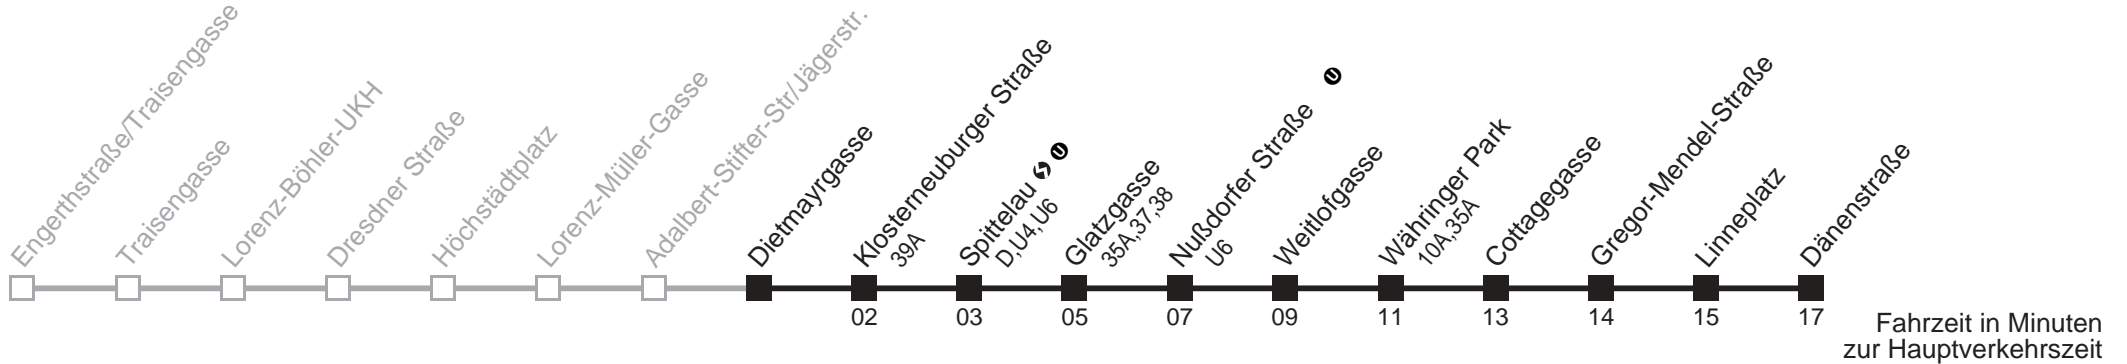 Engerthstraße/Traisengasse
Traisengasse
Lorenz-Böhler-UKH
Dresdner Straße
Höchstädtplatz
Lorenz-Müller-Gasse
Adalbert-Stifter-Str/Jägerstr.
Dietmayrgasse
Klosterneuburger Straße
39A
Spittelau S U
D,U4,U6
Glatzgasse
35A,37,38
Nußdorfer Straße U
U6
Weitlofgasse
Währinger Park
10A,35A
Cottagegasse
Gregor-Mendel-Straße
Linneplatz
Dänenstraße
02 03 05 07 09 11 13 14 15 17
Fahrzeit in Minuten
zur Hauptverkehrszeit